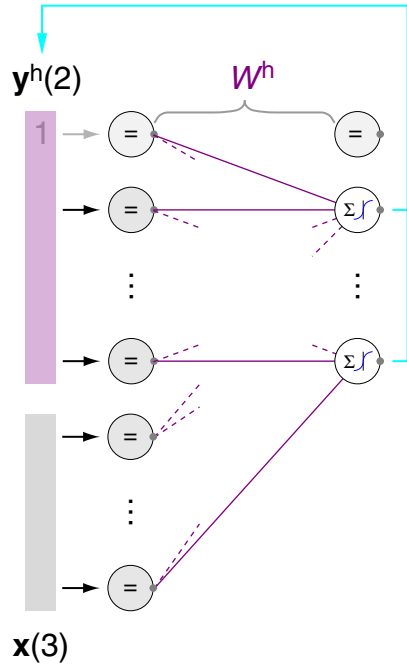 y^h(2) W^h
1 = =
= Σ
⋮ ⋮
= Σ
=
⋮
=
x(3)